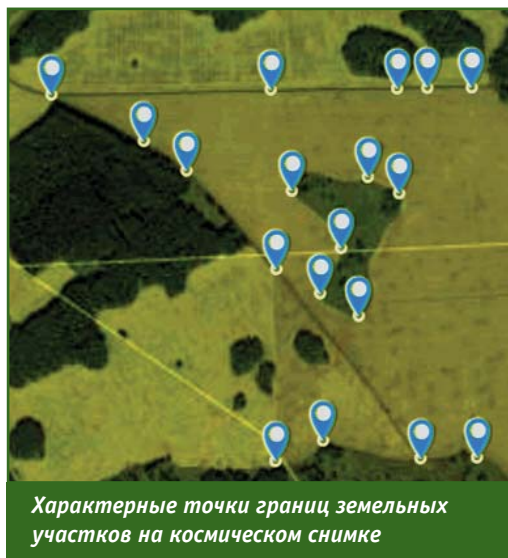 Характерные точки границ земельных
участков на космическом снимке